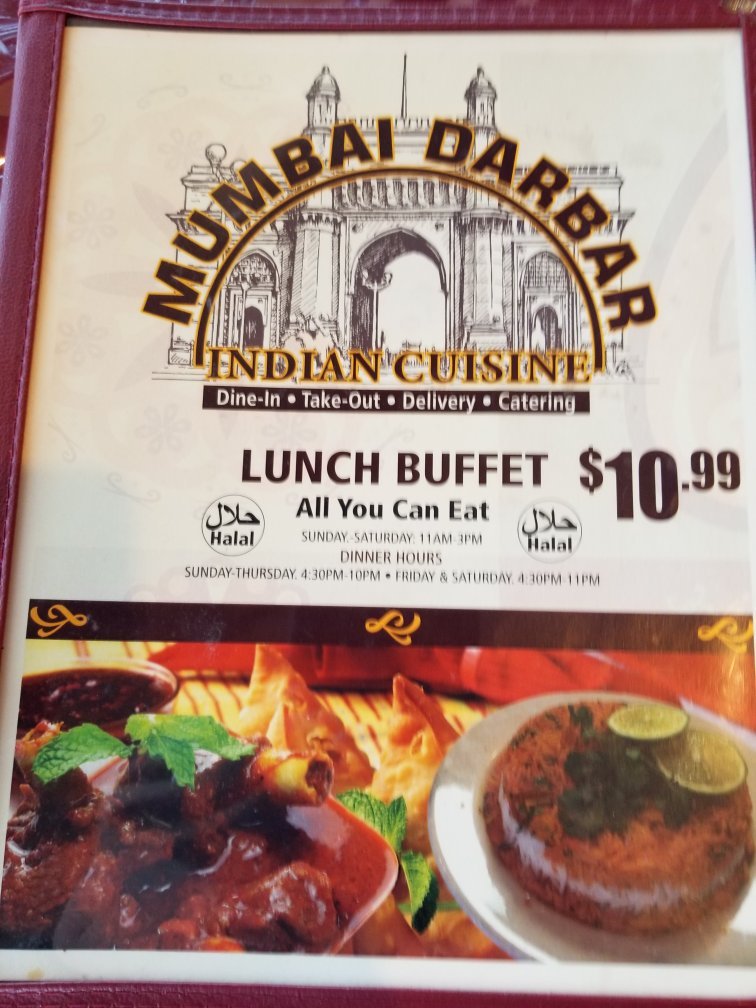 MUMBAI DARBAR
INDIAN CUISINE
Dine-In • Take-Out • Delivery • Catering
LUNCH BUFFET $10.99
All You Can Eat
حلال
Halal
حلال
Halal
SUNDAY.-SATURDAY: 11AM-3PM
DINNER HOURS
SUNDAY-THURSDAY. 4:30PM-10PM • FRIDAY & SATURDAY. 4:30PM-11PM